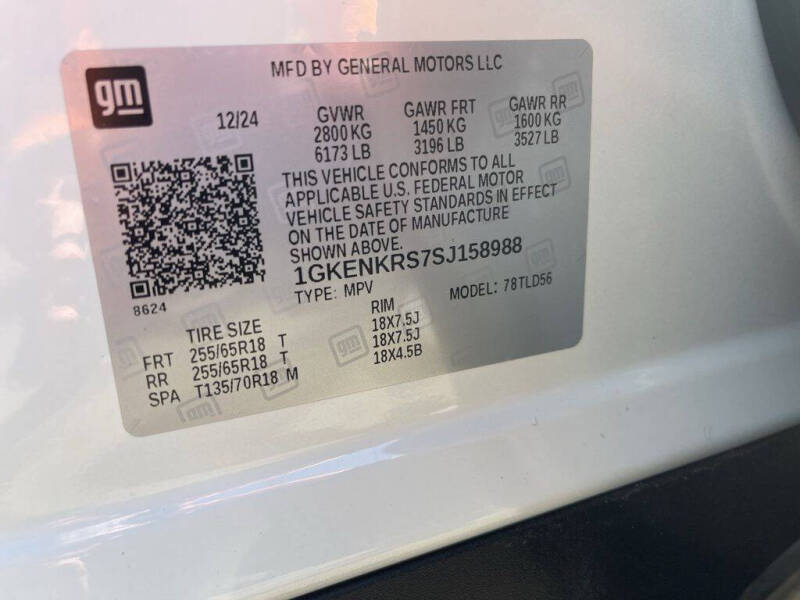 gm
MFD BY GENERAL MOTORS LLC
12/24
GVWR
2800 KG
6173 LB
GAWR FRT
1450 KG
3196 LB
GAWR RR
1600 KG
3527 LB
THIS VEHICLE CONFORMS TO ALL
APPLICABLE U.S. FEDERAL MOTOR
VEHICLE SAFETY STANDARDS IN EFFECT
ON THE DATE OF MANUFACTURE
SHOWN ABOVE.
1GKENKRS7SJ158988
TYPE: MPV MODEL: 78TLD56
8624
TIRE SIZE RIM
FRT 255/65R18 T 18X7.5J
RR 255/65R18 T 18X7.5J
SPA T135/70R18 M 18X4.5B